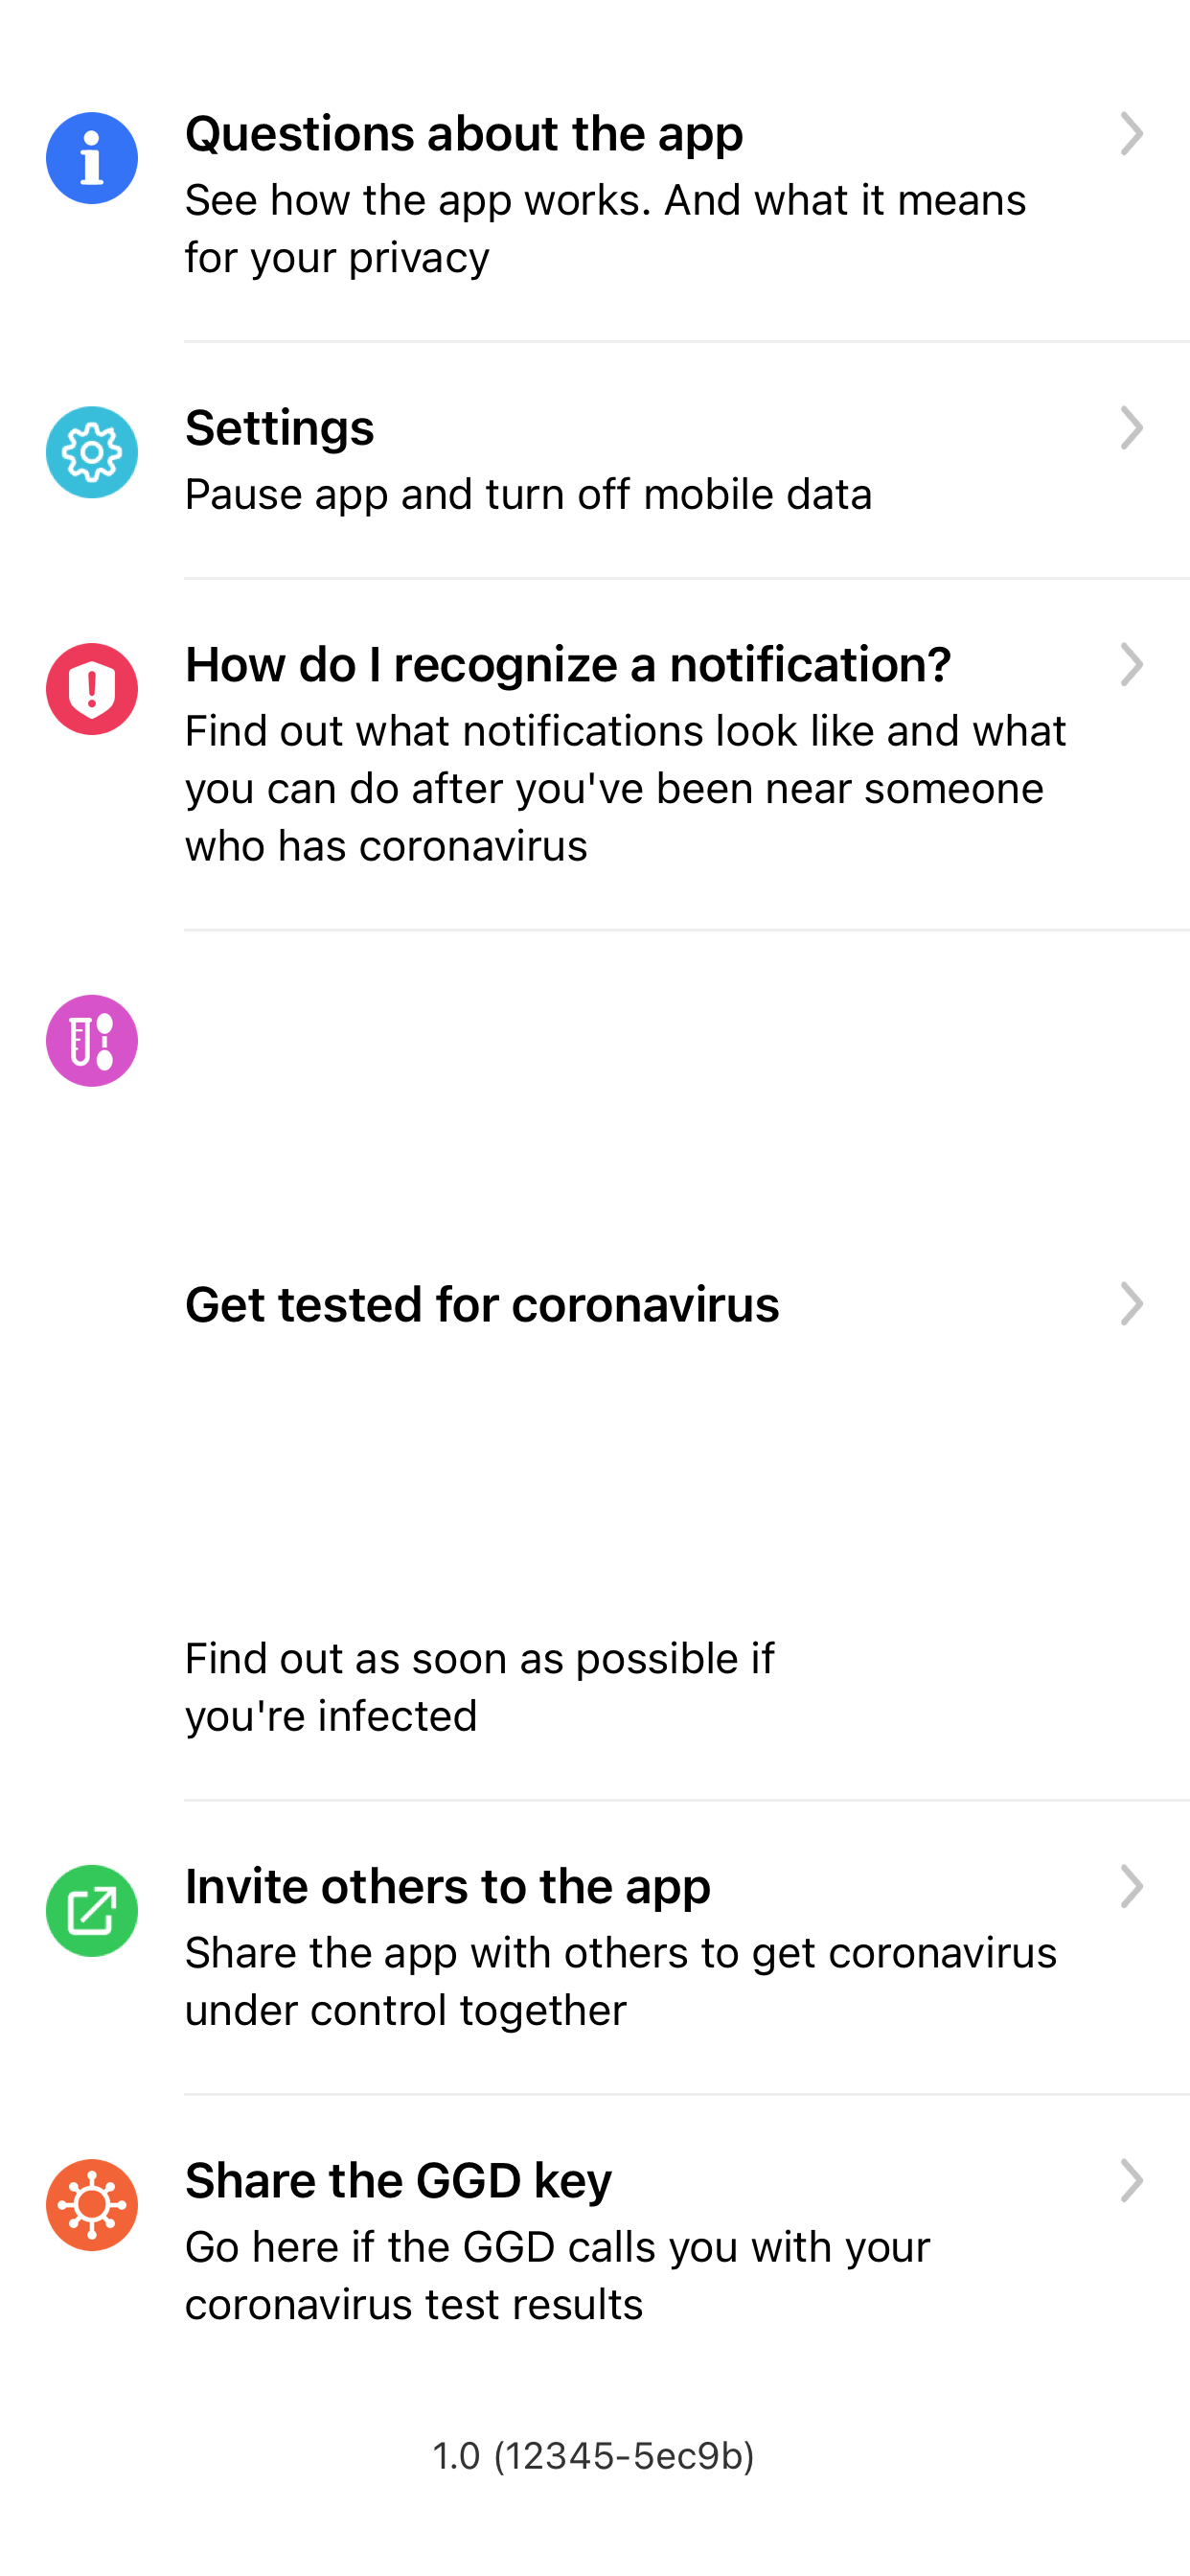 Questions about the app
See how the app works. And what it means
for your privacy
Settings
Pause app and turn off mobile data
How do I recognize a notification?
Find out what notifications look like and what
you can do after you've been near someone
who has coronavirus
Get tested for coronavirus
Find out as soon as possible if
you're infected
Invite others to the app
Share the app with others to get coronavirus
under control together
Share the GGD key
Go here if the GGD calls you with your
coronavirus test results
1.0 (12345-5ec9b)